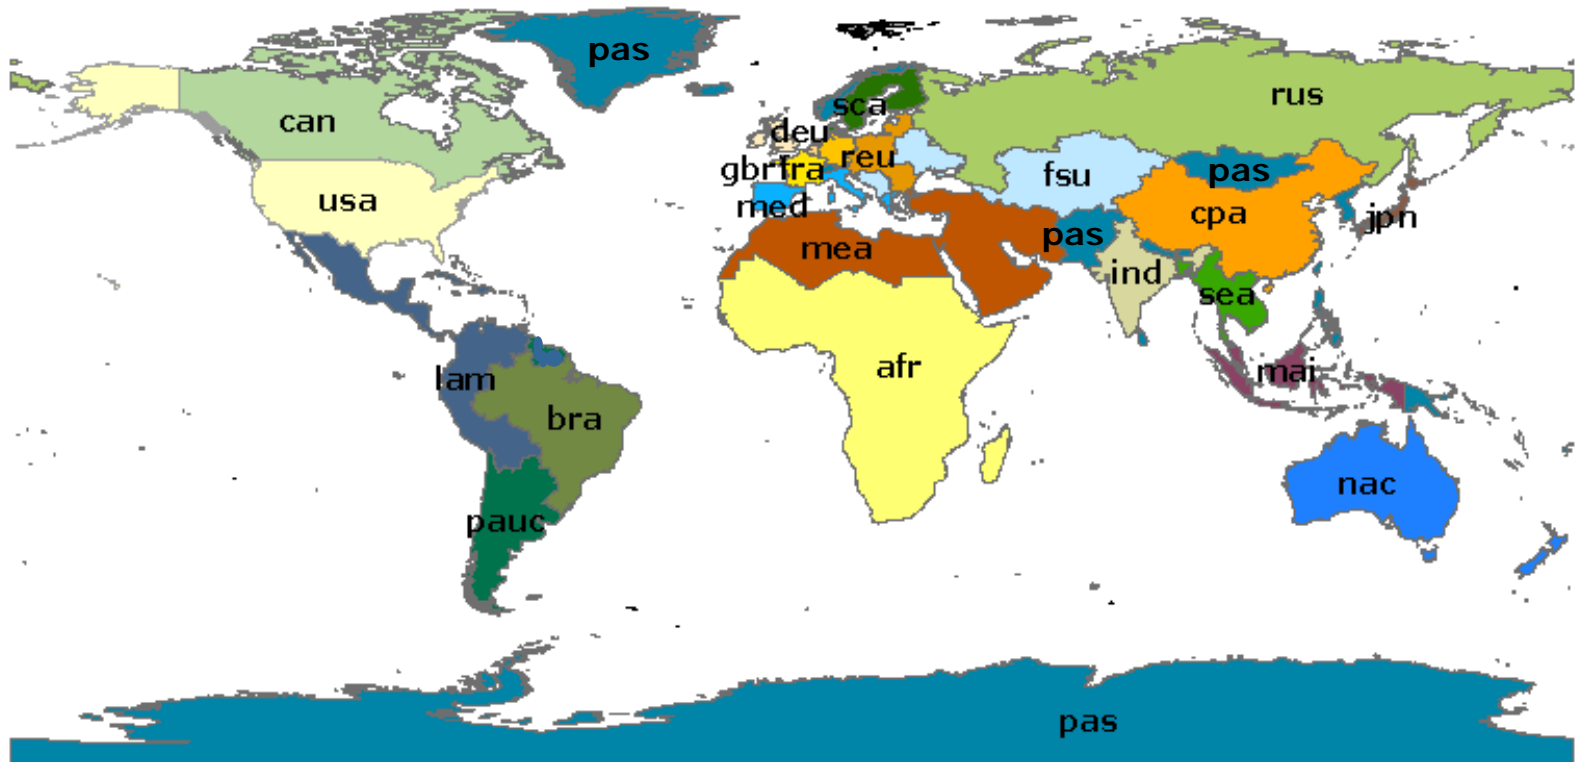 pas
can
sca
rus
deu
reu
gbr
fra
pas
fsu
usa
med
cpa
jpn
mea
pas
ind
sea
afr
mai
lam
bra
nac
pauc
pas